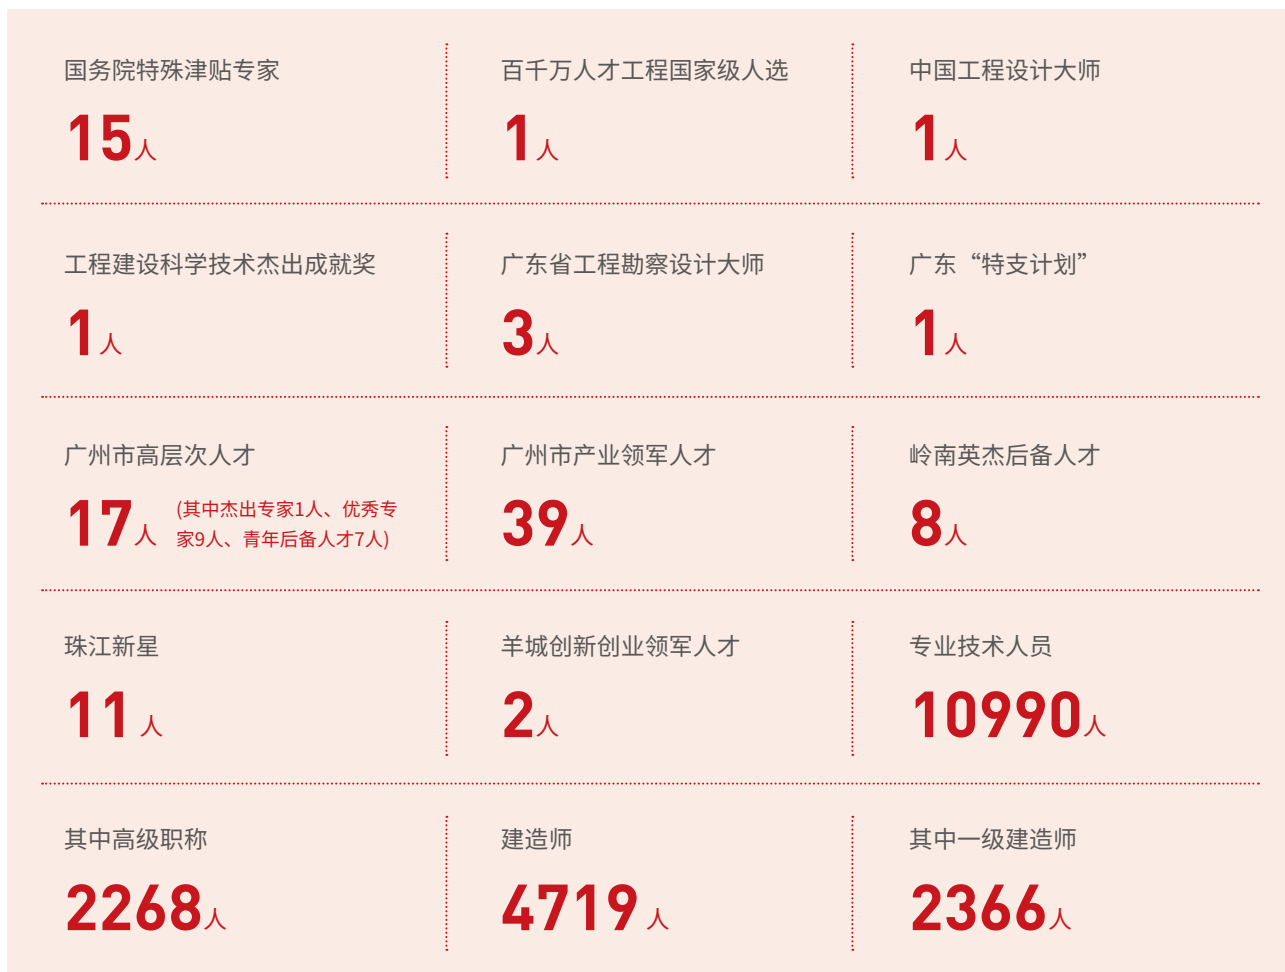 国务院特殊津贴专家
15人
百千万人才工程国家级人选
1人
中国工程设计大师
1人
工程建设科学技术杰出成就奖
1人
广东省工程勘察设计大师
3人
广东“特支计划”
1人
广州市高层次人才
17人
(其中杰出专家1人、优秀专
家9人、青年后备人才7人)
广州市产业领军人才
39人
岭南英杰后备人才
8人
珠江新星
11人
羊城创新创业领军人才
2人
专业技术人员
10990人
其中高级职称
2268人
建造师
4719人
其中一级建造师
2366人